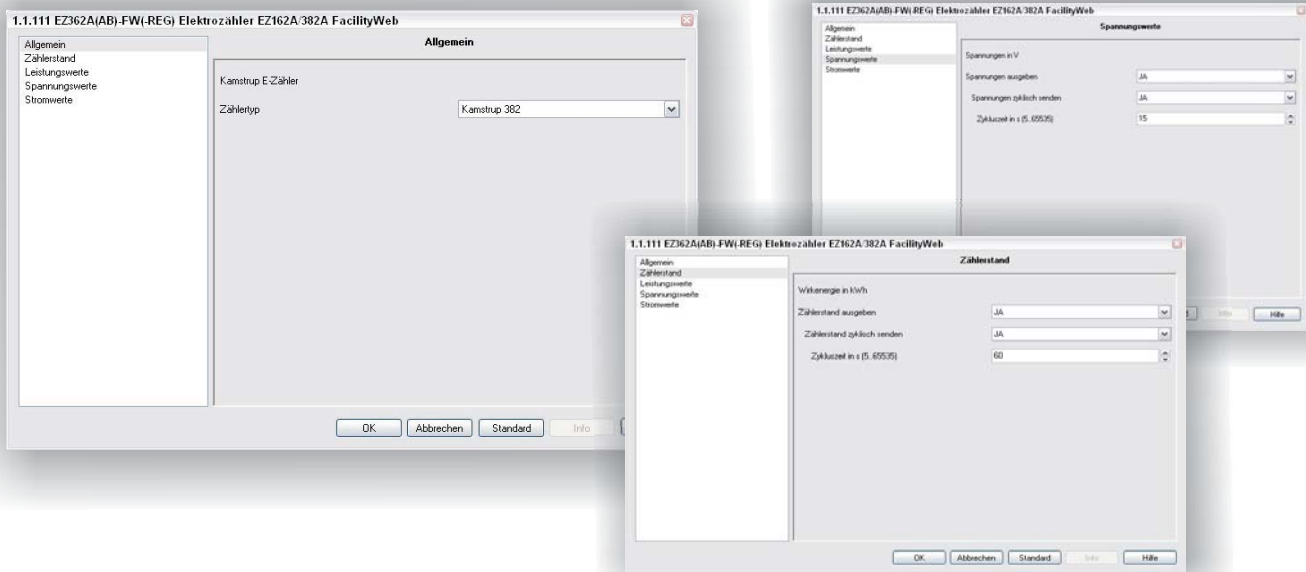 1.1.111 EZ362A(AB)-FW(-REG) Elektrozähler EZ162A/382A FacilityWeb
Allgemein
Zählerstand
Leistungswerte
Spannungswerte
Stromwerte
Allgemein
Kamstrup E-Zähler
Zählertyp
Kamstrup 382
OK
Abbrechen
Standard
Info
1.1.111 EZ362A(AB)-FW(-REG) Elektrozähler EZ162A/382A FacilityWeb
Allgemein
Zählerstand
Leistungswerte
Spannungswerte
Stromwerte
Spannungswerte
Spannungen in V
Spannungen ausgeben JA
Spannungen zyklisch senden JA
Zykluszeit in s (5..65535) 15
Info
Hilfe
1.1.111 EZ362A(AB)-FW(-REG) Elektrozähler EZ162A/382A FacilityWeb
Allgemein
Zählerstand
Leistungswerte
Spannungswerte
Stromwerte
Zählerstand
Wirkenergie in kWh
Zählerstand ausgeben JA
Zählerstand zyklisch senden JA
Zykluszeit in s (5..65535) 60
OK
Abbrechen
Standard
Info
Hilfe